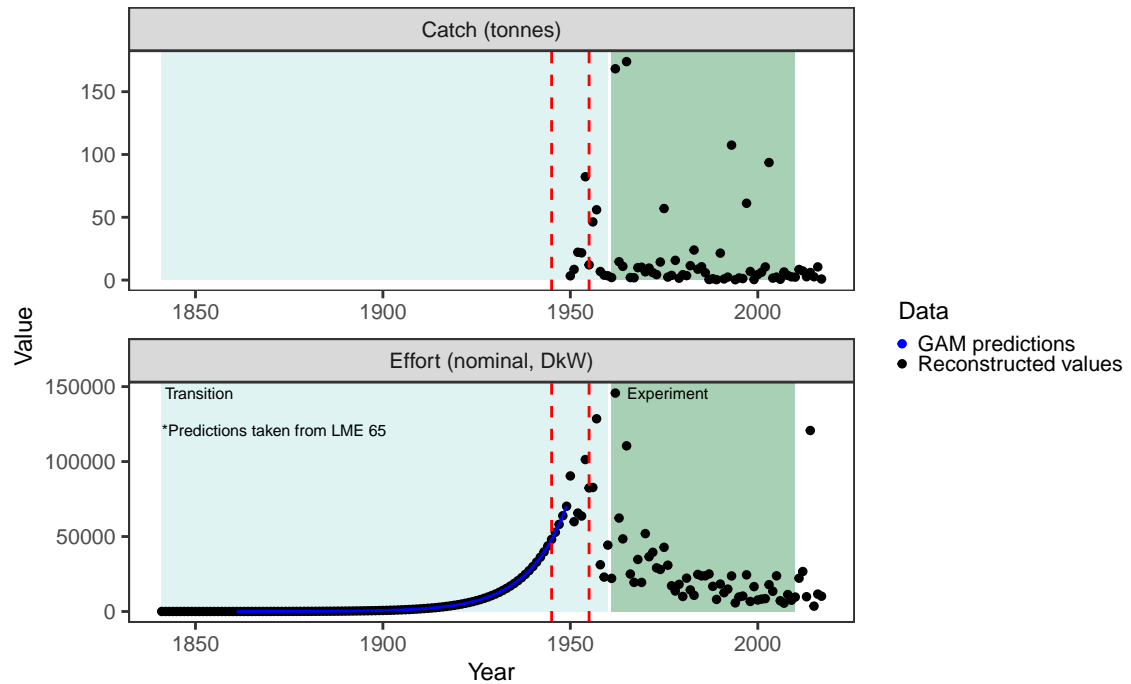 Catch (tonnes)
150
100
50
0
1850
1900
1950
2000
Value
Effort (nominal, DkW)
150000
100000
50000
0
Transition
Experiment
*Predictions taken from LME 65
1850
1900
1950
2000
Year
Data
GAM predictions
Reconstructed values